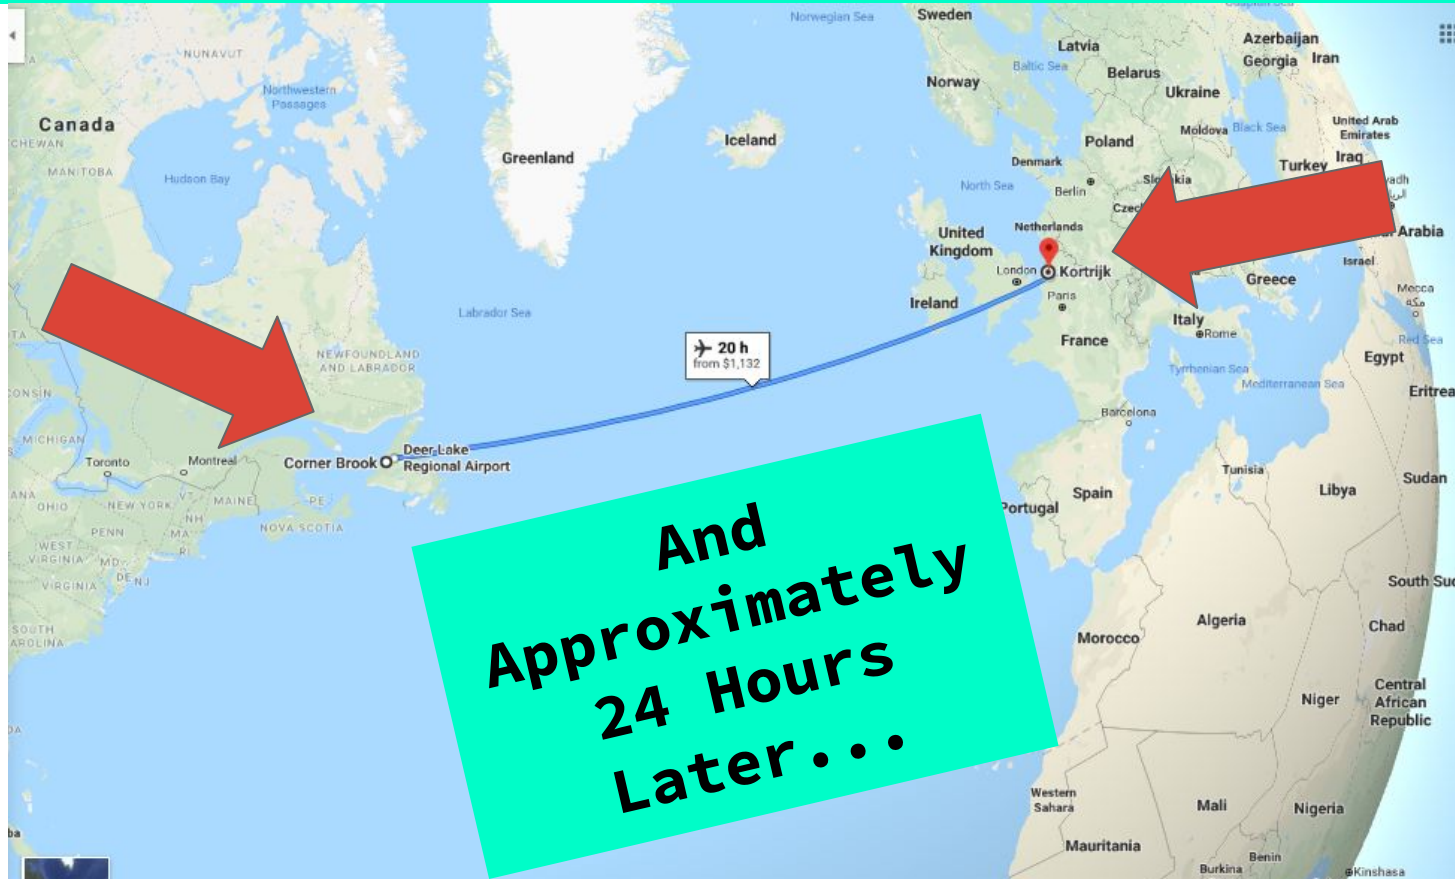 Norwegian Sea
Sweden
Caspian Sea
Azerbaijan
Georgia
Iran
Latvia
Baltic Sea
Belarus
Norway
Ukraine
NUNAVUT
Northwestern
Passages
Canada
MANITOBA
Hudson Bay
Greenland
Iceland
Denmark
Poland
Moldova
Black Sea
United Arab
Emirates
Turkey
Iraq
North Sea
Berlin
United
Kingdom
Netherlands
London
Kortrijk
Paris
Ireland
France
Greece
Israel
Arabia
Mecca
مكة
Red Sea
Italy
Rome
Egypt
Tyrrhenian Sea
Mediterranean Sea
Labrador Sea
20 h
from $1,132
NEWFOUNDLAND
AND LABRADOR
MICHIGAN
Toronto
Montreal
Corner Brook
Deer Lake
Regional Airport
OHIO
NEW YORK
VT
MAINE
PE
NH
NOVA SCOTIA
PENN
MA
RI
WEST
VIRGINIA
MD
DE
NJ
VIRGINIA
SOUTH
Barcelona
Eritrea
Spain
Portugal
Tunisia
Libya
Sudan
Morocco
Algeria
Chad
Niger
Central
African
Republic
Western
Sahara
Mali
Nigeria
Mauritania
Benin
Burkina
Kinshasa
And
Approximately
24 Hours
Later...